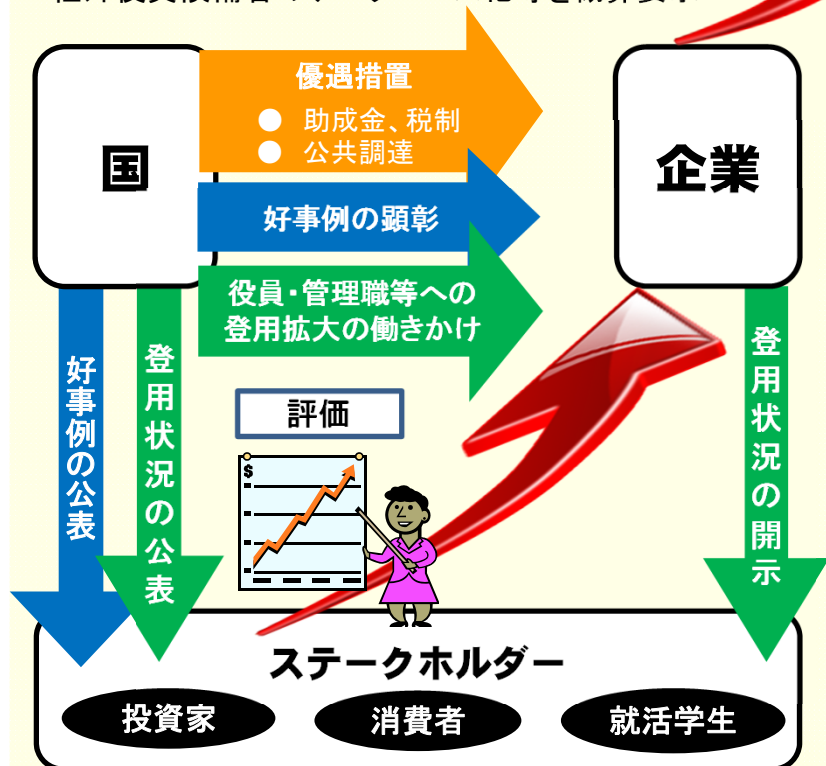 国
優遇措置
● 助成金、税制
● 公共調達
企業
好事例の顕彰
役員・管理職等への
登用拡大の働きかけ
好事例の公表
登用状況の公表
評価
$
登用状況の開示
ステークホルダー
投資家
消費者
就活学生